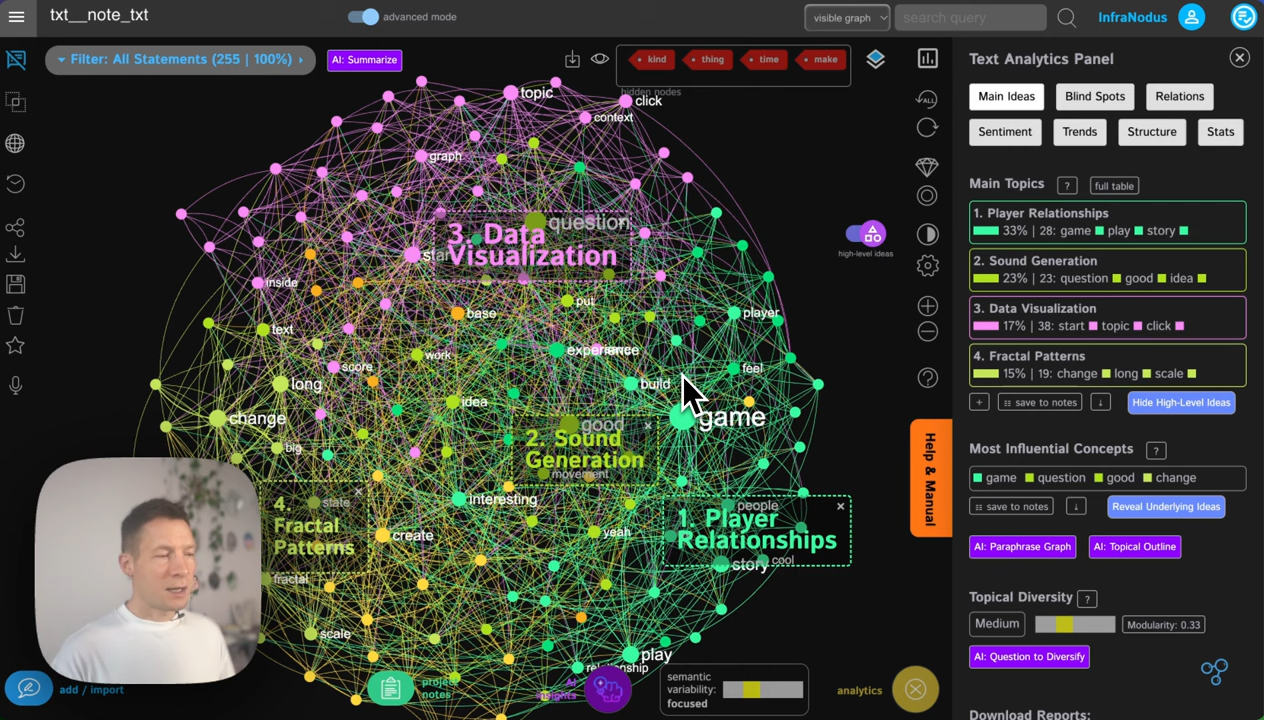 txt__note_txt
advanced mode
visible graph
search query
InfraNodus
Filter: All Statements (255 | 100%)
AI: Summarize
kind
thing
time
make
hidden nodes
topic
click
context
graph
question
3. Data
Visualization
inside
put
base
player
text
experience
work
score
feel
long
build
idea
change
game
good
2. Sound
Generation
big
movement
high-level ideas
state
4.
Fractal
Patterns
interesting
people
1. Player
Relationships
create
yeah
story
cool
fractal
scale
play
relationship
add / import
project
notes
AI
insights
semantic
variability:
focused
analytics
Help & Manual
ALL
Text Analytics Panel
Main Ideas
Blind Spots
Relations
Sentiment
Trends
Structure
Stats
Main Topics ? full table
1. Player Relationships
33% | 28: game play story
2. Sound Generation
23% | 23: question good idea
3. Data Visualization
17% | 38: start topic click
4. Fractal Patterns
15% | 19: change long scale
+ save to notes ↓ Hide High-Level Ideas
Most Influential Concepts ?
game question good change
save to notes ↓ Reveal Underlying Ideas
AI: Paraphrase Graph
AI: Topical Outline
Topical Diversity ?
Medium
Modularity: 0.33
AI: Question to Diversify
Download Reports: